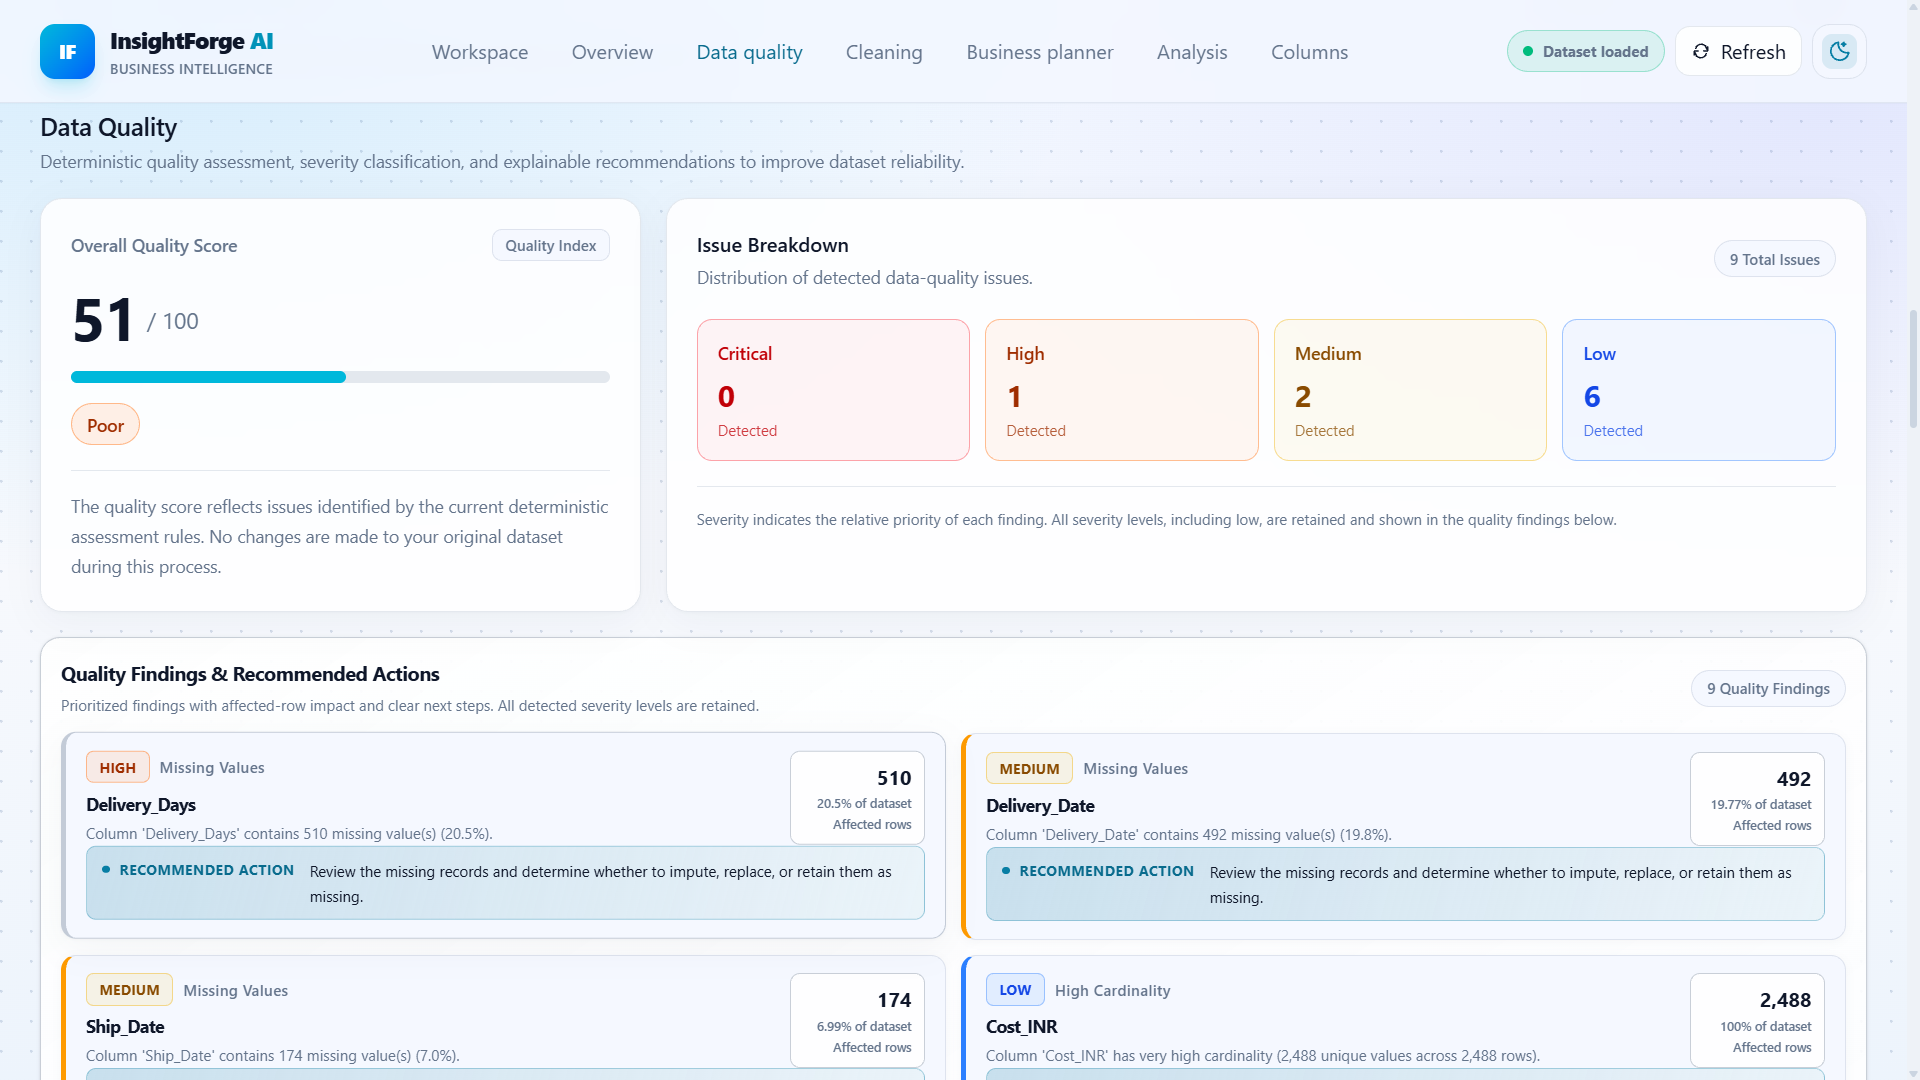 IF
InsightForge AI
BUSINESS INTELLIGENCE
Workspace
Overview
Data quality
Cleaning
Business planner
Analysis
Columns
Dataset loaded
Refresh
Data Quality
Deterministic quality assessment, severity classification, and explainable recommendations to improve dataset reliability.
Overall Quality Score
Quality Index
51 / 100
Poor
The quality score reflects issues identified by the current deterministic
assessment rules. No changes are made to your original dataset
during this process.
Issue Breakdown
Distribution of detected data-quality issues.
9 Total Issues
Critical
0
Detected
High
1
Detected
Medium
2
Detected
Low
6
Detected
Severity indicates the relative priority of each finding. All severity levels, including low, are retained and shown in the quality findings below.
Quality Findings & Recommended Actions
Prioritized findings with affected-row impact and clear next steps. All detected severity levels are retained.
9 Quality Findings
HIGH Missing Values
Delivery_Days
Column 'Delivery_Days' contains 510 missing value(s) (20.5%).
510
20.5% of dataset
Affected rows
RECOMMENDED ACTION Review the missing records and determine whether to impute, replace, or retain them as
missing.
MEDIUM Missing Values
Delivery_Date
Column 'Delivery_Date' contains 492 missing value(s) (19.8%).
492
19.77% of dataset
Affected rows
RECOMMENDED ACTION Review the missing records and determine whether to impute, replace, or retain them as
missing.
MEDIUM Missing Values
Ship_Date
Column 'Ship_Date' contains 174 missing value(s) (7.0%).
174
6.99% of dataset
Affected rows
LOW High Cardinality
Cost_INR
Column 'Cost_INR' has very high cardinality (2,488 unique values across 2,488 rows).
2,488
100% of dataset
Affected rows